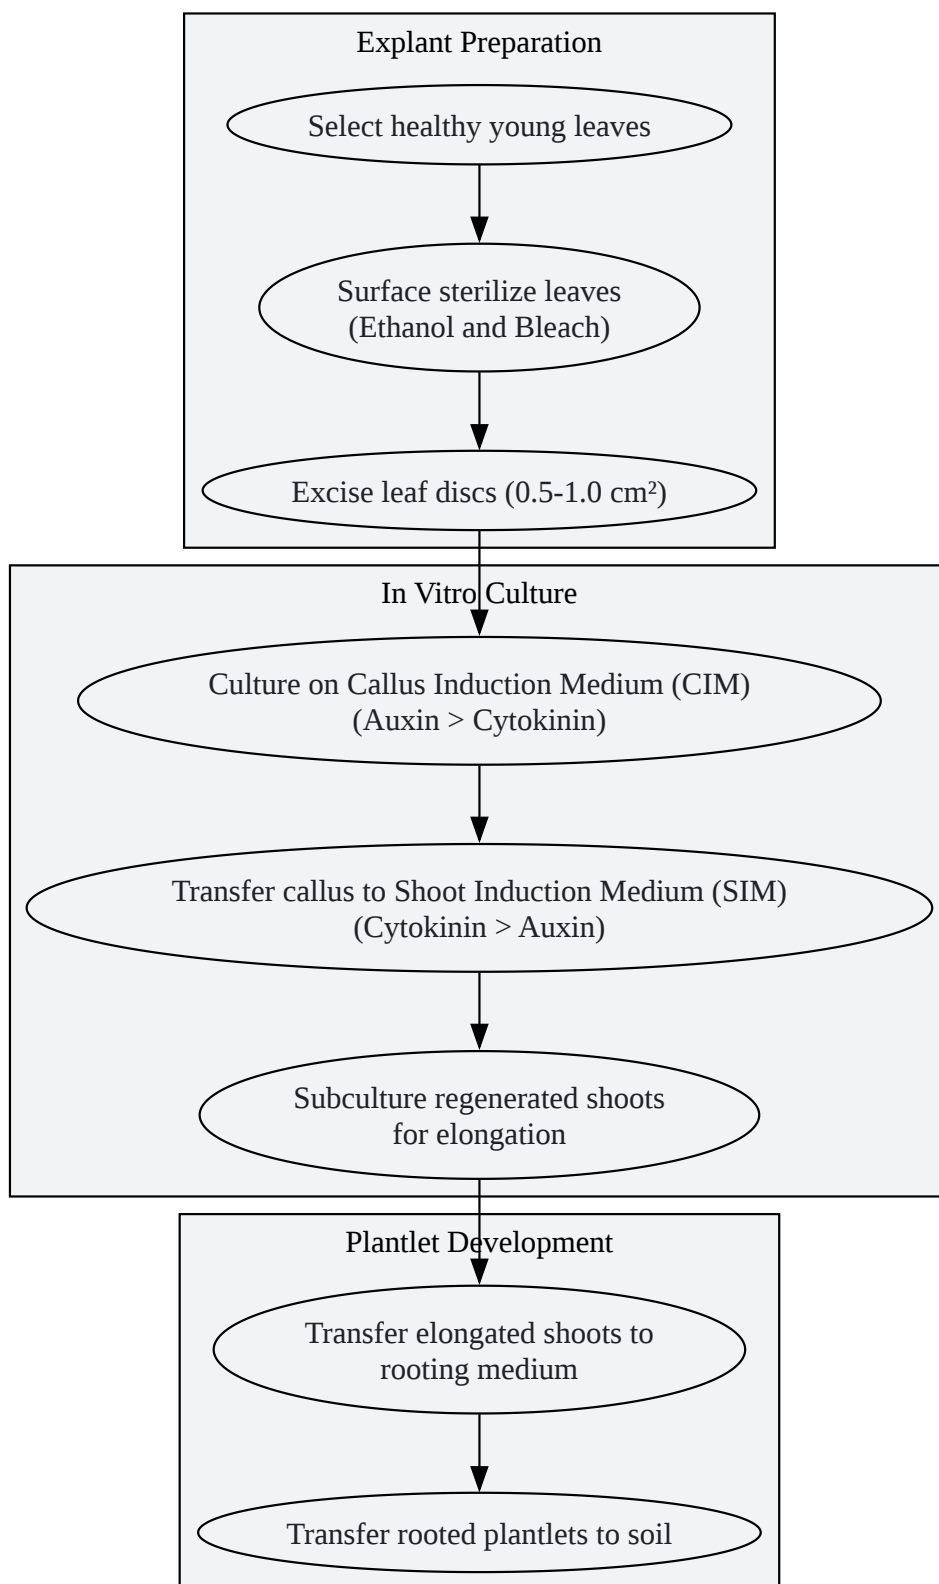 Explant Preparation
Select healthy young leaves
Surface sterilize leaves
(Ethanol and Bleach)
Excise leaf discs (0.5-1.0 cm²)
In Vitro Culture
Culture on Callus Induction Medium (CIM)
(Auxin > Cytokinin)
Transfer callus to Shoot Induction Medium (SIM)
(Cytokinin > Auxin)
Subculture regenerated shoots
for elongation
Plantlet Development
Transfer elongated shoots to
rooting medium
Transfer rooted plantlets to soil